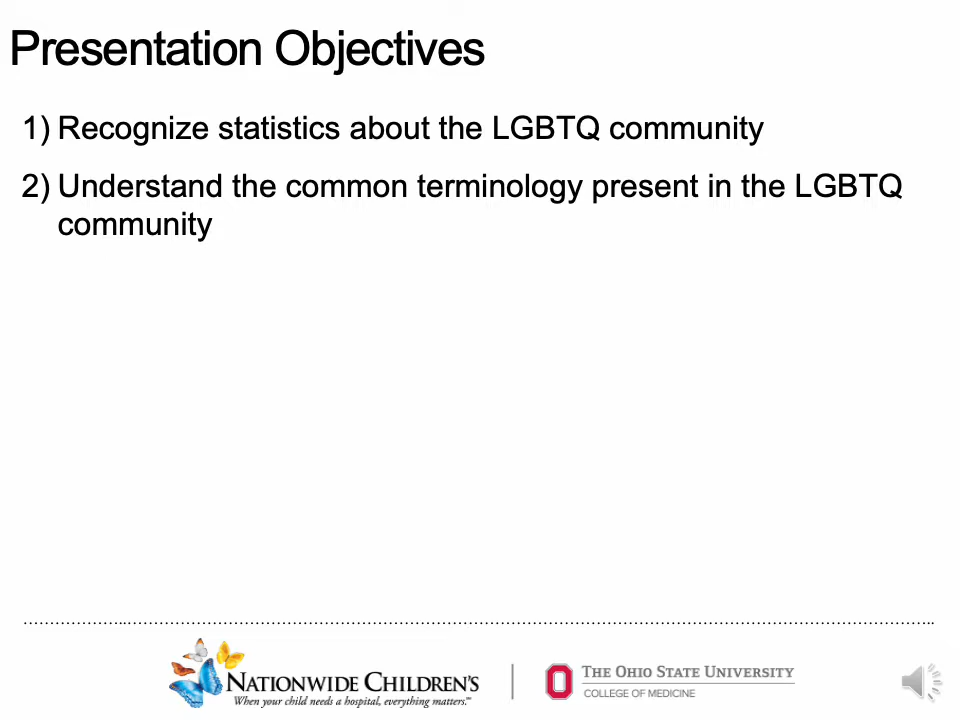 Presentation Objectives
1) Recognize statistics about the LGBTQ community
2) Understand the common terminology present in the LGBTQ
community
NATIONWIDE CHILDREN'S
When your child needs a hospital, everything matters.™
THE OHIO STATE UNIVERSITY
COLLEGE OF MEDICINE